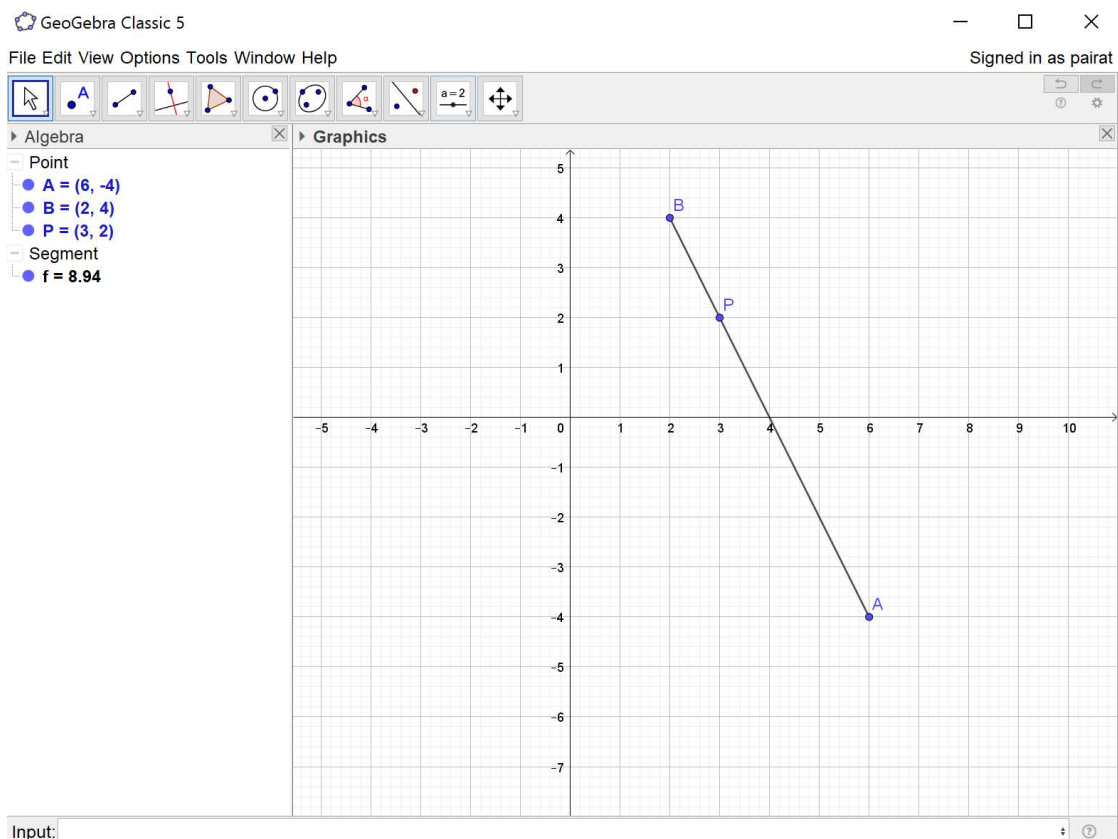 GeoGebra Classic 5
File Edit View Options Tools Window Help
Signed in as pairat
A
α
a=2
Algebra
Graphics
Point
A = (6, -4)
B = (2, 4)
P = (3, 2)
Segment
f = 8.94
5
4
3
2
1
-5 -4 -3 -2 -1 0 1 2 3 4 5 6 7 8 9 10
-1
-2
-3
-4
-5
-6
-7
B
P
A
Input: